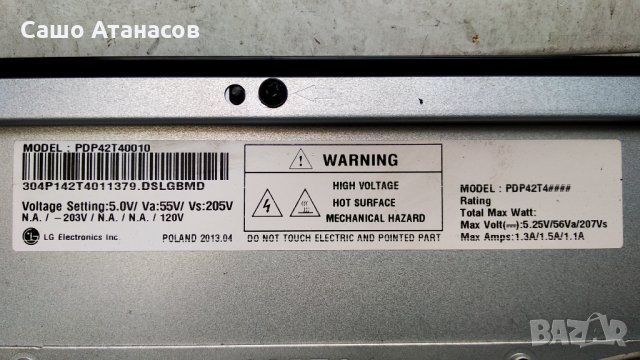 Сашо Атанасов
MODEL : PDP42T40010
304P142T4011379.DSLGBMD
Voltage Setting:5.0V/ Va:55V/ Vs:205V
N.A. / -203V / N.A. / N.A. / 120V
LG Electronics Inc. POLAND 2013.04
WARNING
HIGH VOLTAGE
HOT SURFACE
MECHANICAL HAZARD
DO NOT TOUCH ELECTRIC AND POINTED PART
MODEL : PDP42T4####
Rating
Total Max Watt:
Max Volt(⎓):5.25V/56Va/207Vs
Max Amps:1.3A/1.5A/1.1A
BAZAR